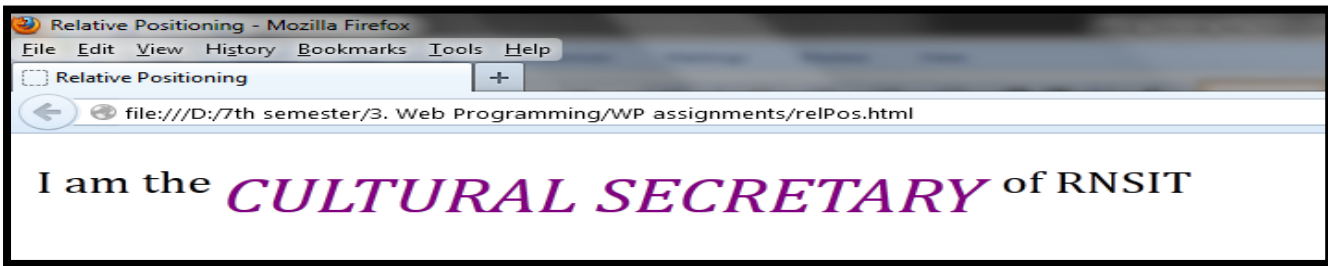 Relative Positioning - Mozilla Firefox
File Edit View History Bookmarks Tools Help
Relative Positioning +
file:///D:/7th semester/3. Web Programming/WP assignments/relPos.html
I am the CULTURAL SECRETARY of RNSIT